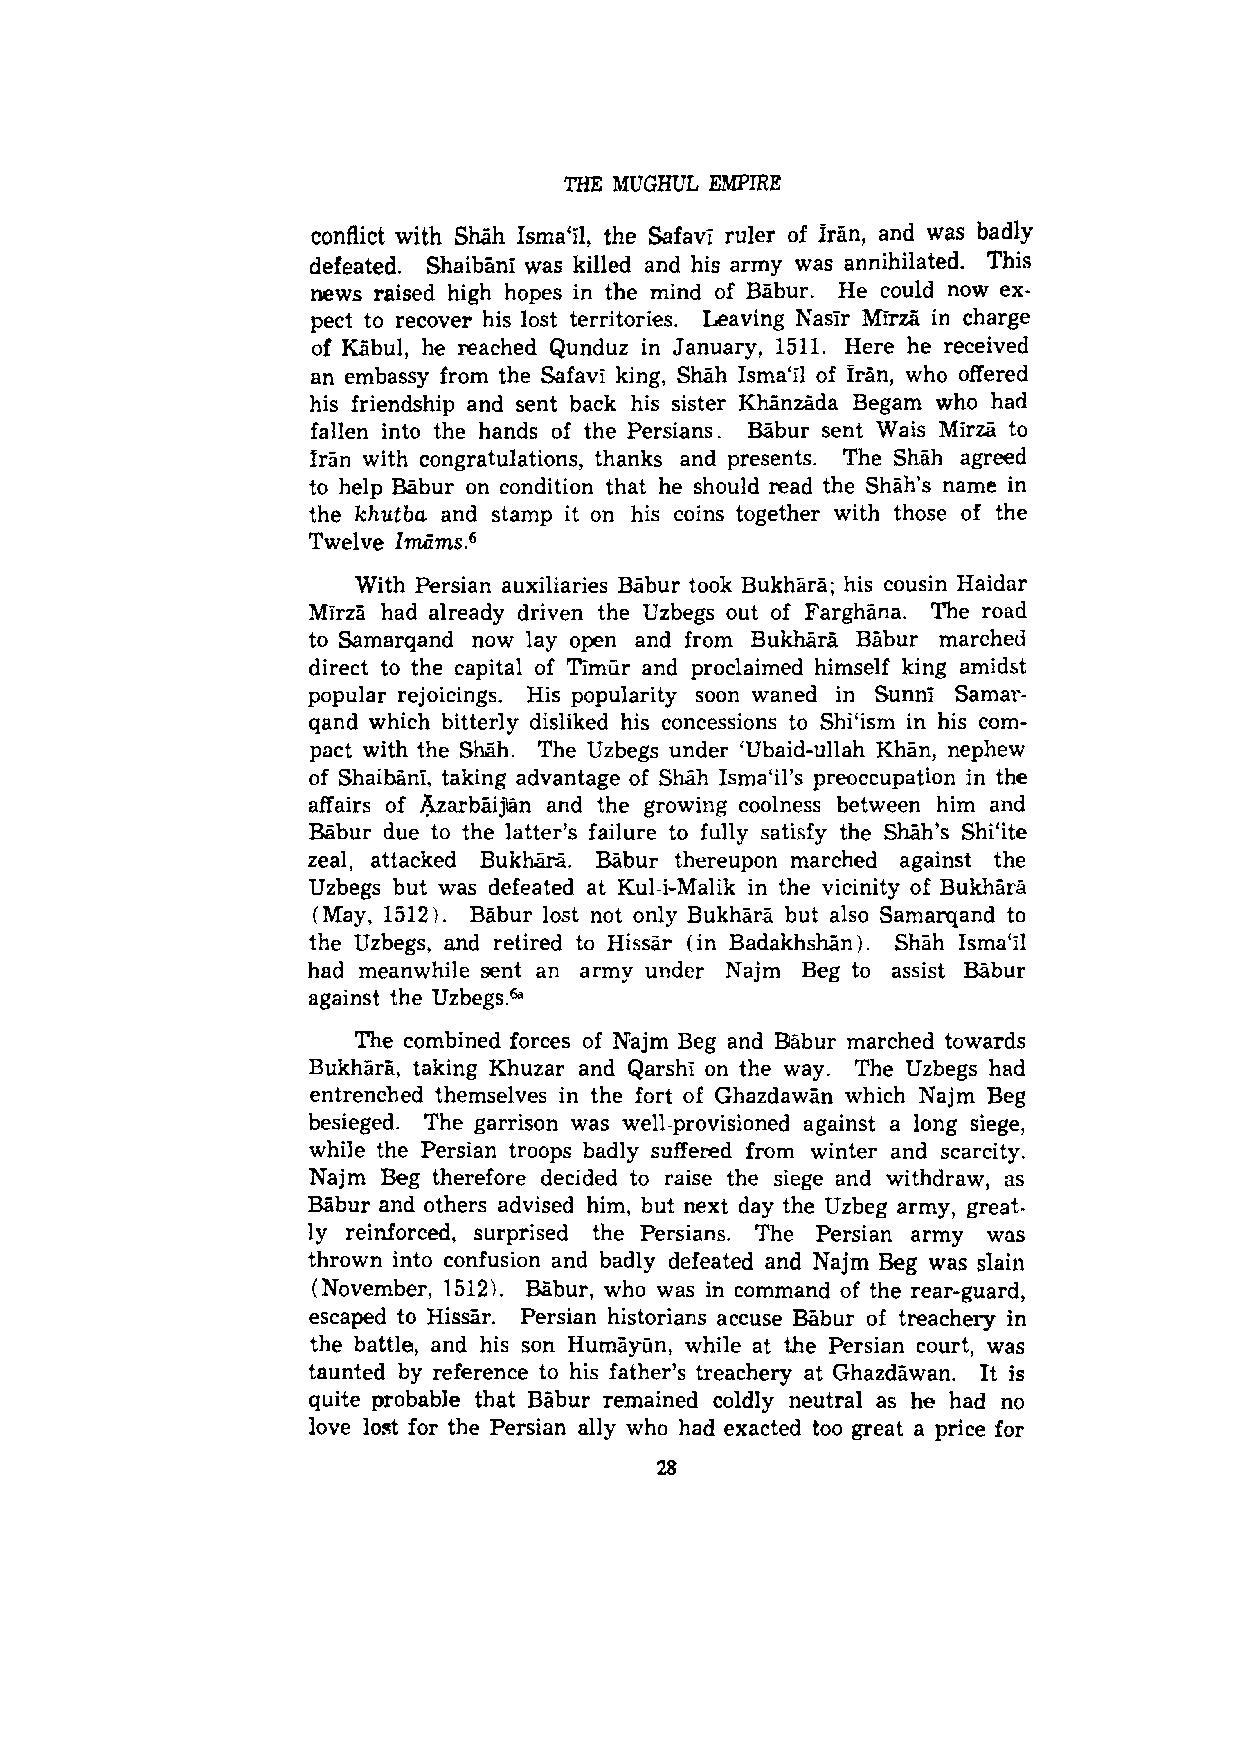 THE MUGHUL EMPIRE
conflict with Shāh Isma‘īl, the Safavī ruler of Īrān, and was badly
defeated. Shaibānī was killed and his army was annihilated. This
news raised high hopes in the mind of Bābur. He could now ex-
pect to recover his lost territories. Leaving Nasīr Mīrzā in charge
of Kābul, he reached Qunduz in January, 1511. Here he received
an embassy from the Safavī king, Shāh Isma‘īl of Īrān, who offered
his friendship and sent back his sister Khānzāda Begam who had
fallen into the hands of the Persians. Bābur sent Wais Mīrzā to
Īrān with congratulations, thanks and presents. The Shāh agreed
to help Bābur on condition that he should read the Shāh's name in
the khutba and stamp it on his coins together with those of the
Twelve Imāms.⁶
With Persian auxiliaries Bābur took Bukhārā; his cousin Haidar
Mīrzā had already driven the Uzbegs out of Farghāna. The road
to Samarqand now lay open and from Bukhārā Bābur marched
direct to the capital of Tīmūr and proclaimed himself king amidst
popular rejoicings. His popularity soon waned in Sunnī Samar-
qand which bitterly disliked his concessions to Shi‘ism in his com-
pact with the Shāh. The Uzbegs under ‘Ubaid-ullah Khān, nephew
of Shaibānī, taking advantage of Shāh Isma‘il's preoccupation in the
affairs of Āzarbāijān and the growing coolness between him and
Bābur due to the latter's failure to fully satisfy the Shāh's Shi‘ite
zeal, attacked Bukhārā. Bābur thereupon marched against the
Uzbegs but was defeated at Kul-i-Malik in the vicinity of Bukhārā
(May, 1512). Bābur lost not only Bukhārā but also Samarqand to
the Uzbegs, and retired to Hissār (in Badakhshān). Shāh Isma‘īl
had meanwhile sent an army under Najm Beg to assist Bābur
against the Uzbegs.⁶ᵃ
The combined forces of Najm Beg and Bābur marched towards
Bukhārā, taking Khuzar and Qarshī on the way. The Uzbegs had
entrenched themselves in the fort of Ghazdawān which Najm Beg
besieged. The garrison was well-provisioned against a long siege,
while the Persian troops badly suffered from winter and scarcity.
Najm Beg therefore decided to raise the siege and withdraw, as
Bābur and others advised him, but next day the Uzbeg army, great-
ly reinforced, surprised the Persians. The Persian army was
thrown into confusion and badly defeated and Najm Beg was slain
(November, 1512). Bābur, who was in command of the rear-guard,
escaped to Hissār. Persian historians accuse Bābur of treachery in
the battle, and his son Humāyūn, while at the Persian court, was
taunted by reference to his father's treachery at Ghazdāwan. It is
quite probable that Bābur remained coldly neutral as he had no
love lost for the Persian ally who had exacted too great a price for
28